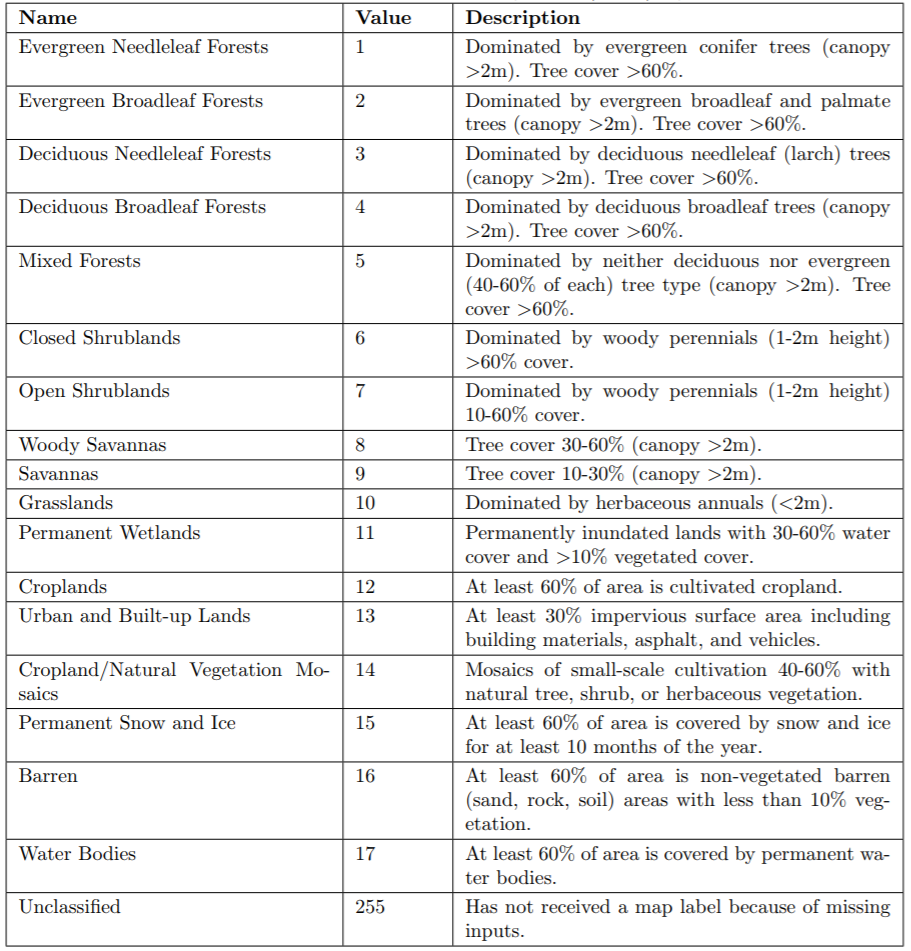 Name Value Description
Evergreen Needleleaf Forests 1 Dominated by evergreen conifer trees (canopy
>2m). Tree cover >60%.
Evergreen Broadleaf Forests 2 Dominated by evergreen broadleaf and palmate
trees (canopy >2m). Tree cover >60%.
Deciduous Needleleaf Forests 3 Dominated by deciduous needleleaf (larch) trees
(canopy >2m). Tree cover >60%.
Deciduous Broadleaf Forests 4 Dominated by deciduous broadleaf trees (canopy
>2m). Tree cover >60%.
Mixed Forests 5 Dominated by neither deciduous nor evergreen
(40-60% of each) tree type (canopy >2m). Tree
cover >60%.
Closed Shrublands 6 Dominated by woody perennials (1-2m height)
>60% cover.
Open Shrublands 7 Dominated by woody perennials (1-2m height)
10-60% cover.
Woody Savannas 8 Tree cover 30-60% (canopy >2m).
Savannas 9 Tree cover 10-30% (canopy >2m).
Grasslands 10 Dominated by herbaceous annuals (<2m).
Permanent Wetlands 11 Permanently inundated lands with 30-60% water
cover and >10% vegetated cover.
Croplands 12 At least 60% of area is cultivated cropland.
Urban and Built-up Lands 13 At least 30% impervious surface area including
building materials, asphalt, and vehicles.
Cropland/Natural Vegetation Mo- 14 Mosaics of small-scale cultivation 40-60% with
saics natural tree, shrub, or herbaceous vegetation.
Permanent Snow and Ice 15 At least 60% of area is covered by snow and ice
for at least 10 months of the year.
Barren 16 At least 60% of area is non-vegetated barren
(sand, rock, soil) areas with less than 10% veg-
etation.
Water Bodies 17 At least 60% of area is covered by permanent wa-
ter bodies.
Unclassified 255 Has not received a map label because of missing
inputs.